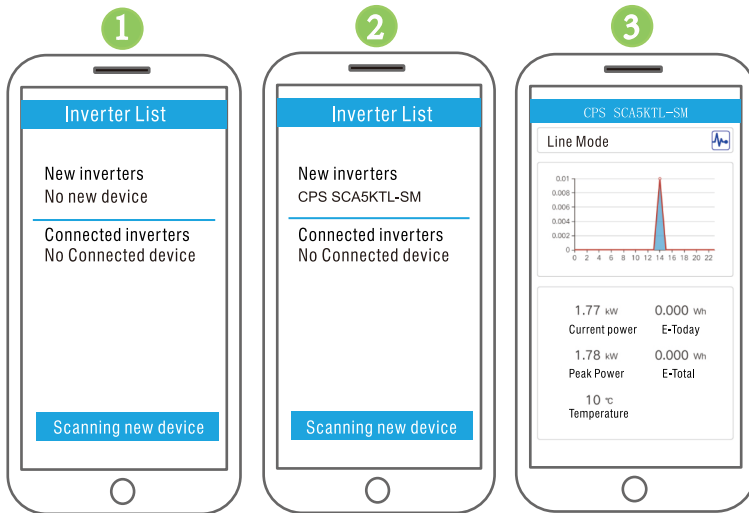 1
Inverter List
New inverters
No new device
Connected inverters
No Connected device
Scanning new device
2
Inverter List
New inverters
CPS SCA5KTL-SM
Connected inverters
No Connected device
Scanning new device
3
CPS SCA5KTL-SM
Line Mode
0.01
0.008
0.006
0.004
0.002
0
0 2 4 6 8 10 12 14 16 18 20 22
1.77 kW 0.000 Wh
Current power E-Today
1.78 kW 0.000 Wh
Peak Power E-Total
10 ℃
Temperature